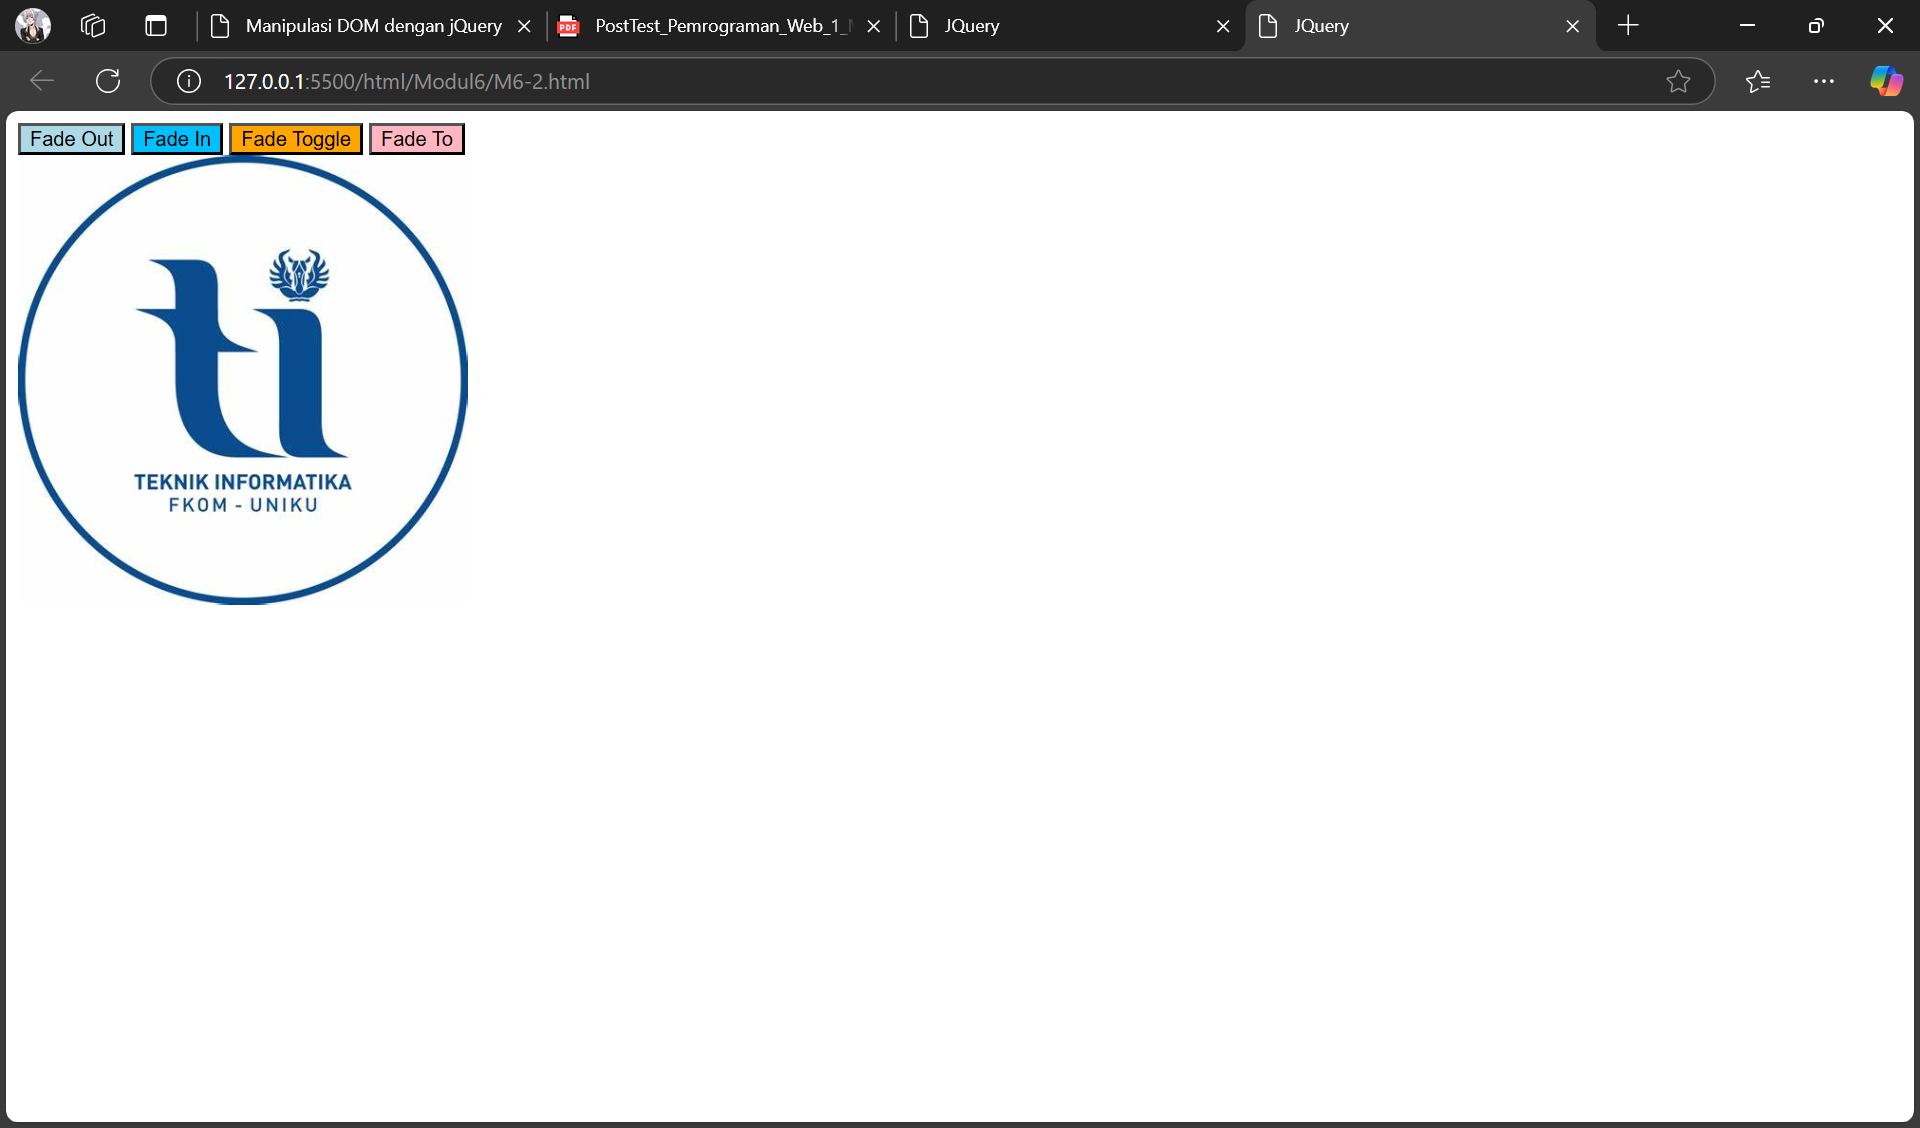 Manipulasi DOM dengan jQuery
PostTest_Pemrograman_Web_1_
JQuery
JQuery
127.0.0.1:5500/html/Modul6/M6-2.html
Fade Out Fade In Fade Toggle Fade To
ti
TEKNIK INFORMATIKA
FKOM - UNIKU